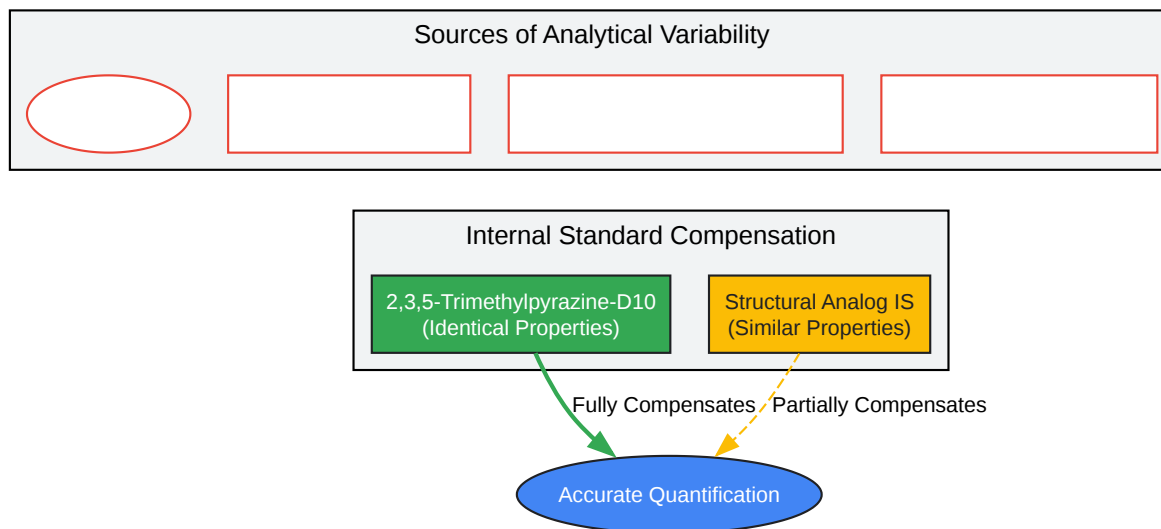 Sources of Analytical Variability
Internal Standard Compensation
2,3,5-Trimethylpyrazine-D10
(Identical Properties)
Structural Analog IS
(Similar Properties)
Fully Compensates
Partially Compensates
Accurate Quantification